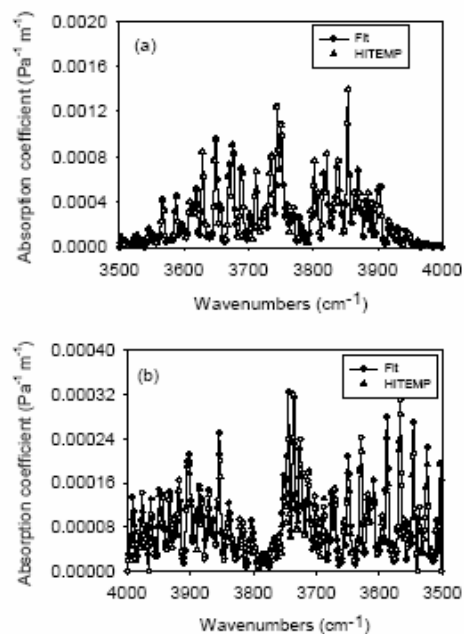 Absorption coefficient (Pa⁻¹ m⁻¹)
0.0020
0.0016
0.0012
0.0008
0.0004
0.0000
(a)
Fit
HITEMP
3500 3600 3700 3800 3900 4000
Wavenumbers (cm⁻¹)
Absorption coefficient (Pa⁻¹ m⁻¹)
0.00040
0.00032
0.00024
0.00016
0.00008
0.00000
(b)
Fit
HITEMP
4000 3900 3800 3700 3600 3500
Wavenumbers (cm⁻¹)